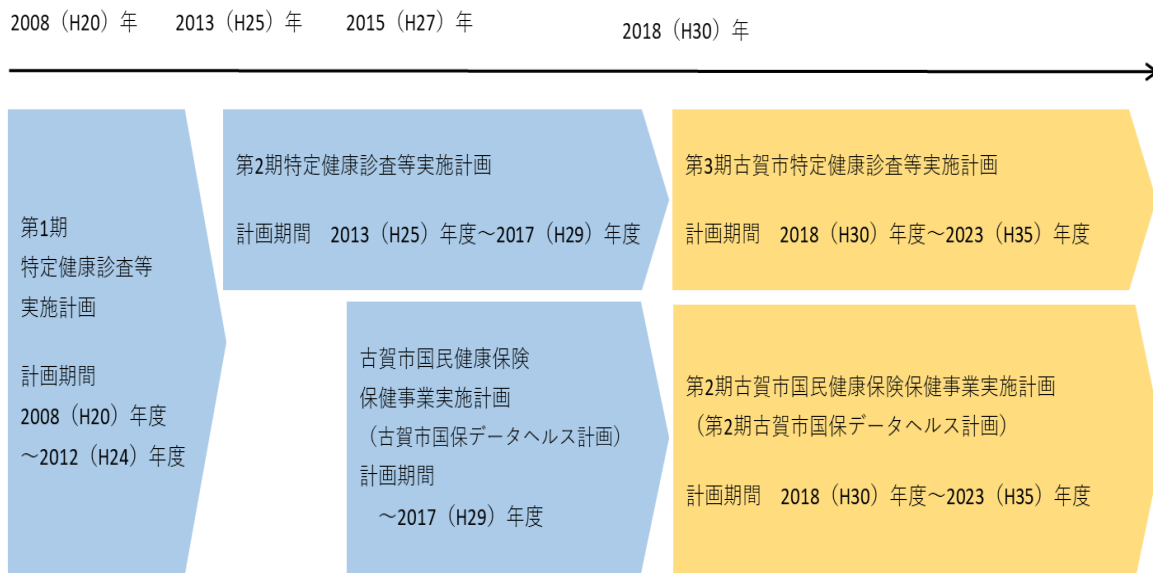 2008（H20）年
2013（H25）年
2015（H27）年
2018（H30）年
第1期
特定健康診査等
実施計画
計画期間
2008（H20）年度
～2012（H24）年度
第2期特定健康診査等実施計画
計画期間　2013（H25）年度～2017（H29）年度
古賀市国民健康保険
保健事業実施計画
（古賀市国保データヘルス計画）
計画期間
～2017（H29）年度
第3期古賀市特定健康診査等実施計画
計画期間　2018（H30）年度～2023（H35）年度
第2期古賀市国民健康保険保健事業実施計画
（第2期古賀市国保データヘルス計画）
計画期間　2018（H30）年度～2023（H35）年度